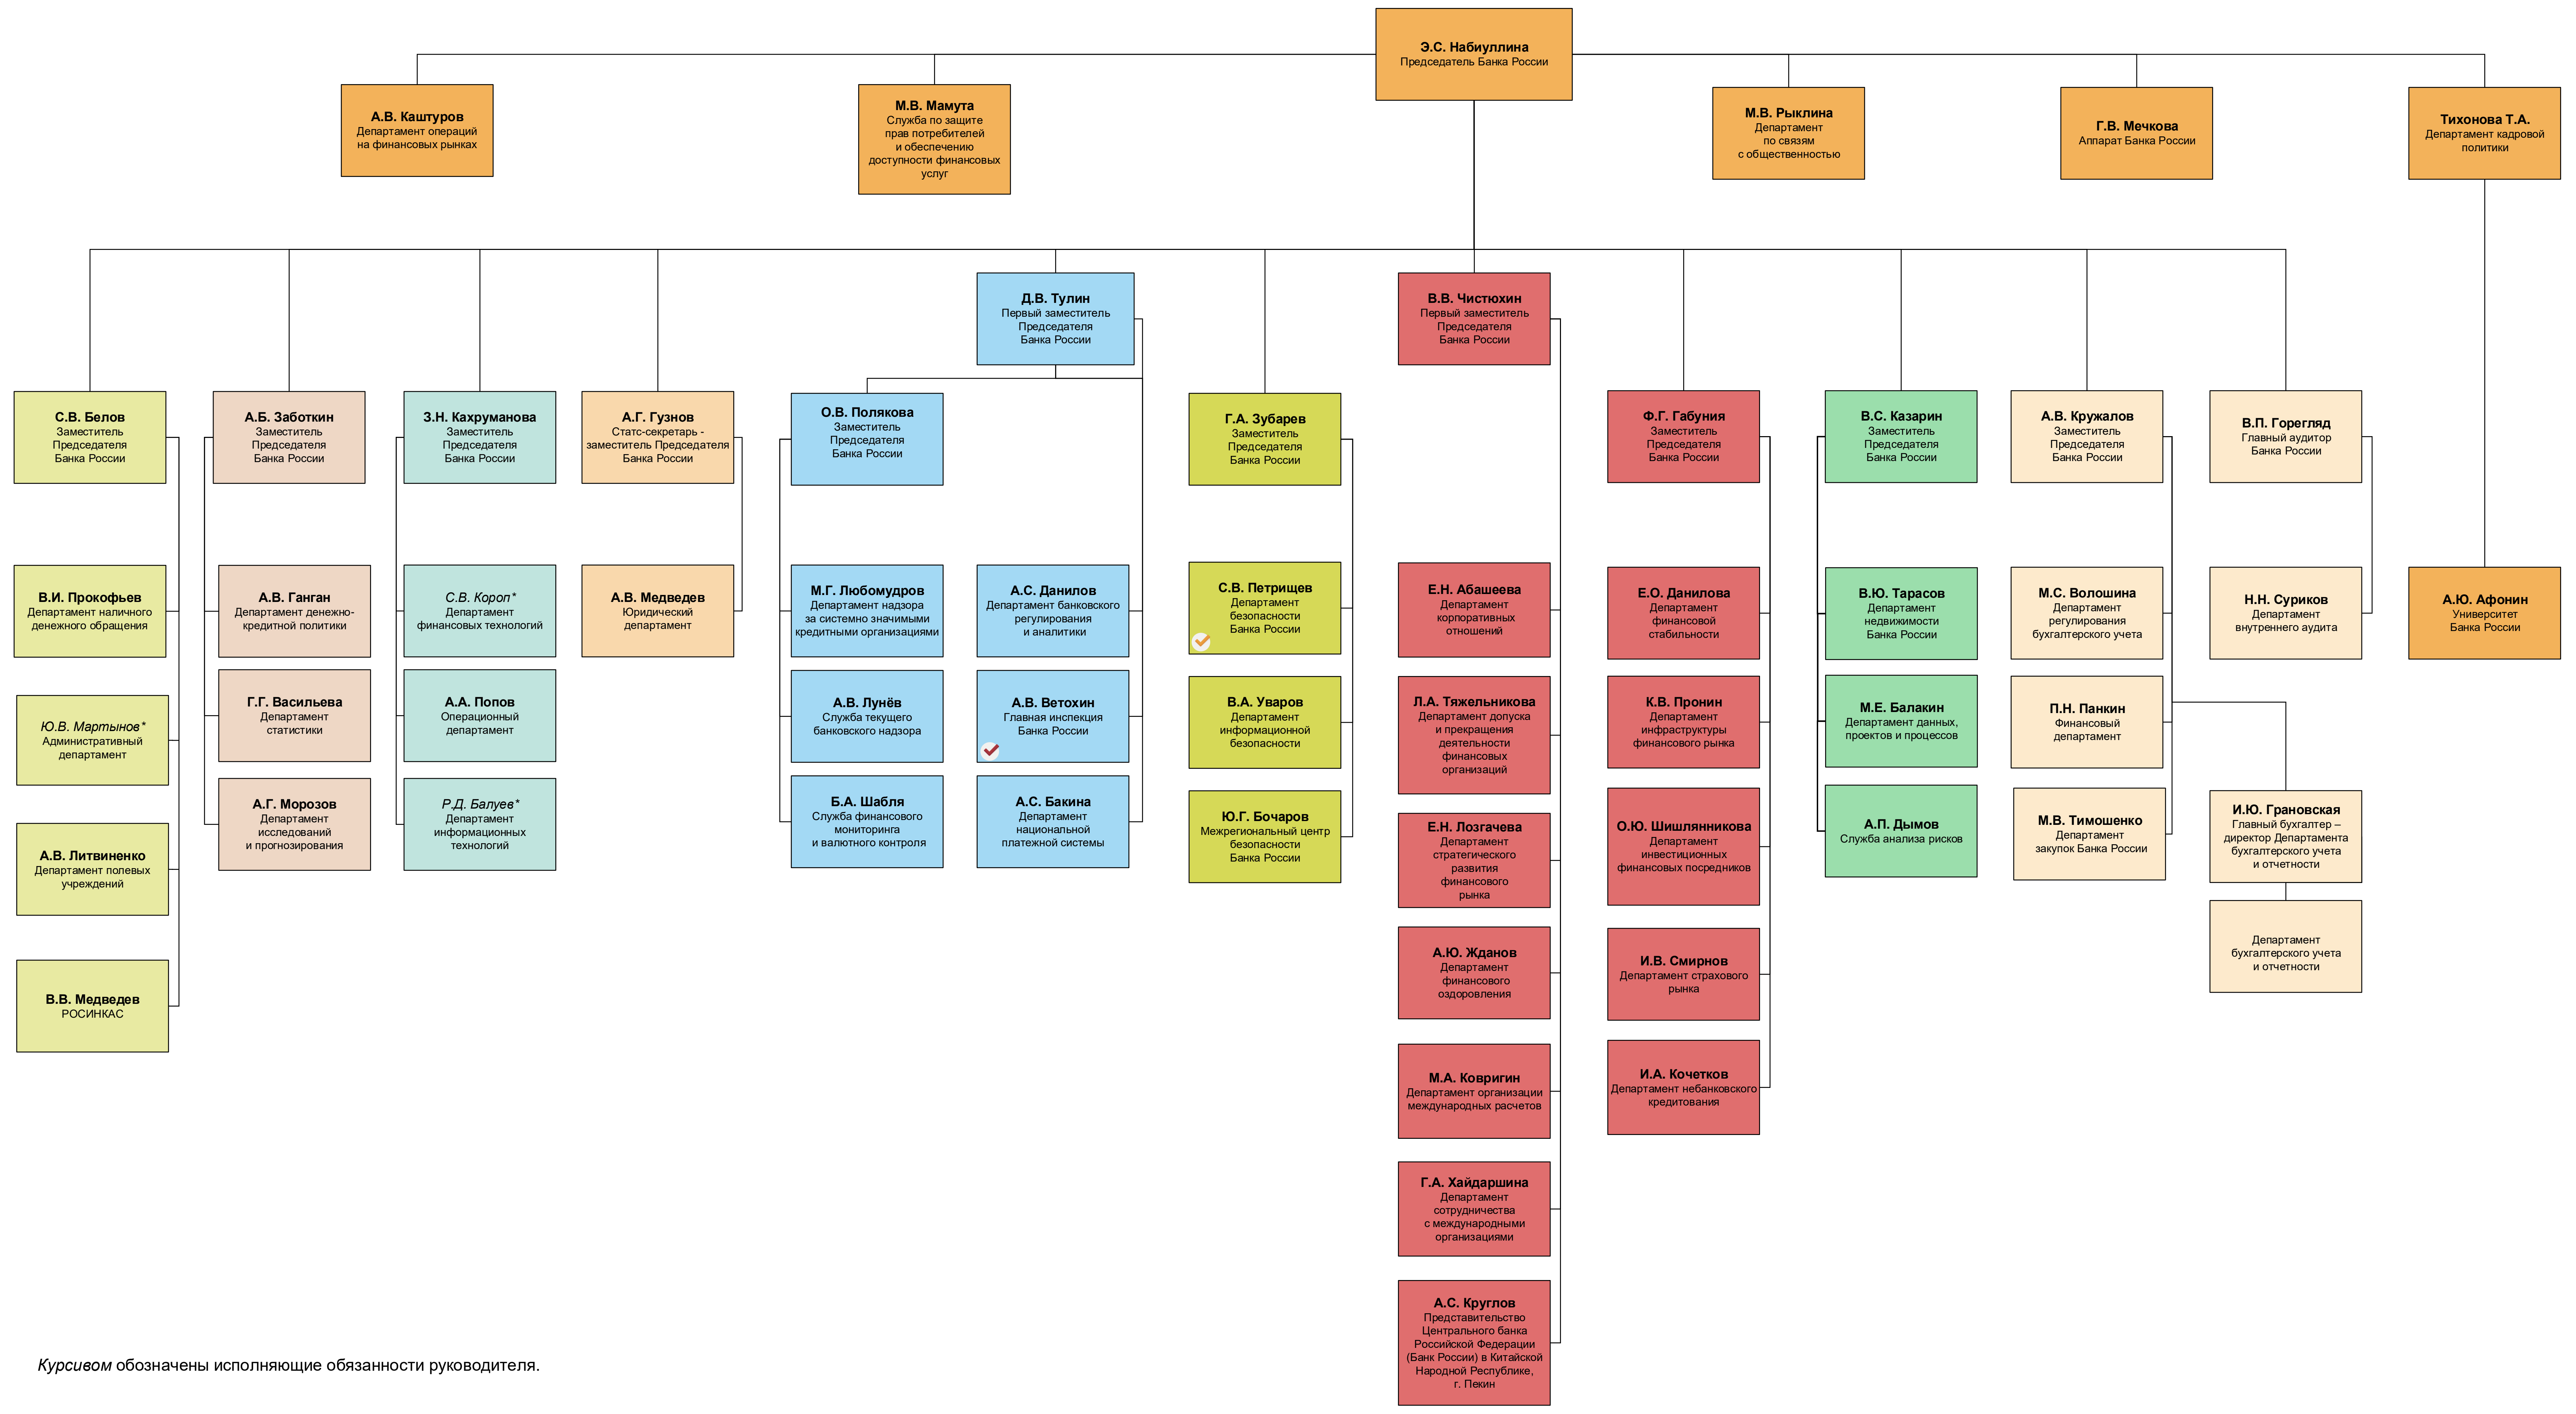 Э.С. Набиуллина
Председатель Банка России
А.В. Каштуров
Департамент операций
на финансовых рынках
М.В. Мамута
Служба по защите
прав потребителей
и обеспечению
доступности финансовых
услуг
М.В. Рыклина
Департамент
по связям
с общественностью
Г.В. Мечкова
Аппарат Банка России
Тихонова Т.А.
Департамент кадровой
политики
Д.В. Тулин
Первый заместитель
Председателя
Банка России
В.В. Чистюхин
Первый заместитель
Председателя
Банка России
С.В. Белов
Заместитель
Председателя
Банка России
А.Б. Заботкин
Заместитель
Председателя
Банка России
З.Н. Кахруманова
Заместитель
Председателя
Банка России
А.Г. Гузнов
Статс-секретарь -
заместитель Председателя
Банка России
О.В. Полякова
Заместитель
Председателя
Банка России
Г.А. Зубарев
Заместитель
Председателя
Банка России
Ф.Г. Габуния
Заместитель
Председателя
Банка России
В.С. Казарин
Заместитель
Председателя
Банка России
А.В. Кружалов
Заместитель
Председателя
Банка России
В.П. Горегляд
Главный аудитор
Банка России
В.И. Прокофьев
Департамент наличного
денежного обращения
А.В. Ганган
Департамент денежно-
кредитной политики
С.В. Короп*
Департамент
финансовых технологий
А.В. Медведев
Юридический
департамент
М.Г. Любомудров
Департамент надзора
за системно значимыми
кредитными организациями
А.С. Данилов
Департамент банковского
регулирования
и аналитики
С.В. Петрищев
Департамент
безопасности
Банка России
Е.Н. Абашеева
Департамент
корпоративных
отношений
Е.О. Данилова
Департамент
финансовой
стабильности
В.Ю. Тарасов
Департамент
недвижимости
Банка России
М.С. Волошина
Департамент
регулирования
бухгалтерского учета
Н.Н. Суриков
Департамент
внутреннего аудита
А.Ю. Афонин
Университет
Банка России
Ю.В. Мартынов*
Административный
департамент
Г.Г. Васильева
Департамент
статистики
А.А. Попов
Операционный
департамент
А.В. Лунёв
Служба текущего
банковского надзора
А.В. Ветохин
Главная инспекция
Банка России
В.А. Уваров
Департамент
информационной
безопасности
Л.А. Тяжельникова
Департамент допуска
и прекращения
деятельности
финансовых
организаций
К.В. Пронин
Департамент
инфраструктуры
финансового рынка
М.Е. Балакин
Департамент данных,
проектов и процессов
П.Н. Панкин
Финансовый
департамент
А.В. Литвиненко
Департамент полевых
учреждений
А.Г. Морозов
Департамент
исследований
и прогнозирования
Р.Д. Балуев*
Департамент
информационных
технологий
Б.А. Шабля
Служба финансового
мониторинга
и валютного контроля
А.С. Бакина
Департамент
национальной
платежной системы
Ю.Г. Бочаров
Межрегиональный центр
безопасности
Банка России
Е.Н. Лозгачева
Департамент
стратегического
развития
финансового
рынка
О.Ю. Шишлянникова
Департамент
инвестиционных
финансовых посредников
А.П. Дымов
Служба анализа рисков
М.В. Тимошенко
Департамент
закупок Банка России
И.Ю. Грановская
Главный бухгалтер –
директор Департамента
бухгалтерского учета
и отчетности
В.В. Медведев
РОСИНКАС
А.Ю. Жданов
Департамент
финансового
оздоровления
И.В. Смирнов
Департамент страхового
рынка
Департамент
бухгалтерского учета
и отчетности
М.А. Ковригин
Департамент организации
международных расчетов
И.А. Кочетков
Департамент небанковского
кредитования
Г.А. Хайдаршина
Департамент
сотрудничества
с международными
организациями
А.С. Круглов
Представительство
Центрального банка
Российской Федерации
(Банк России) в Китайской
Народной Республике,
г. Пекин
Курсивом обозначены исполняющие обязанности руководителя.